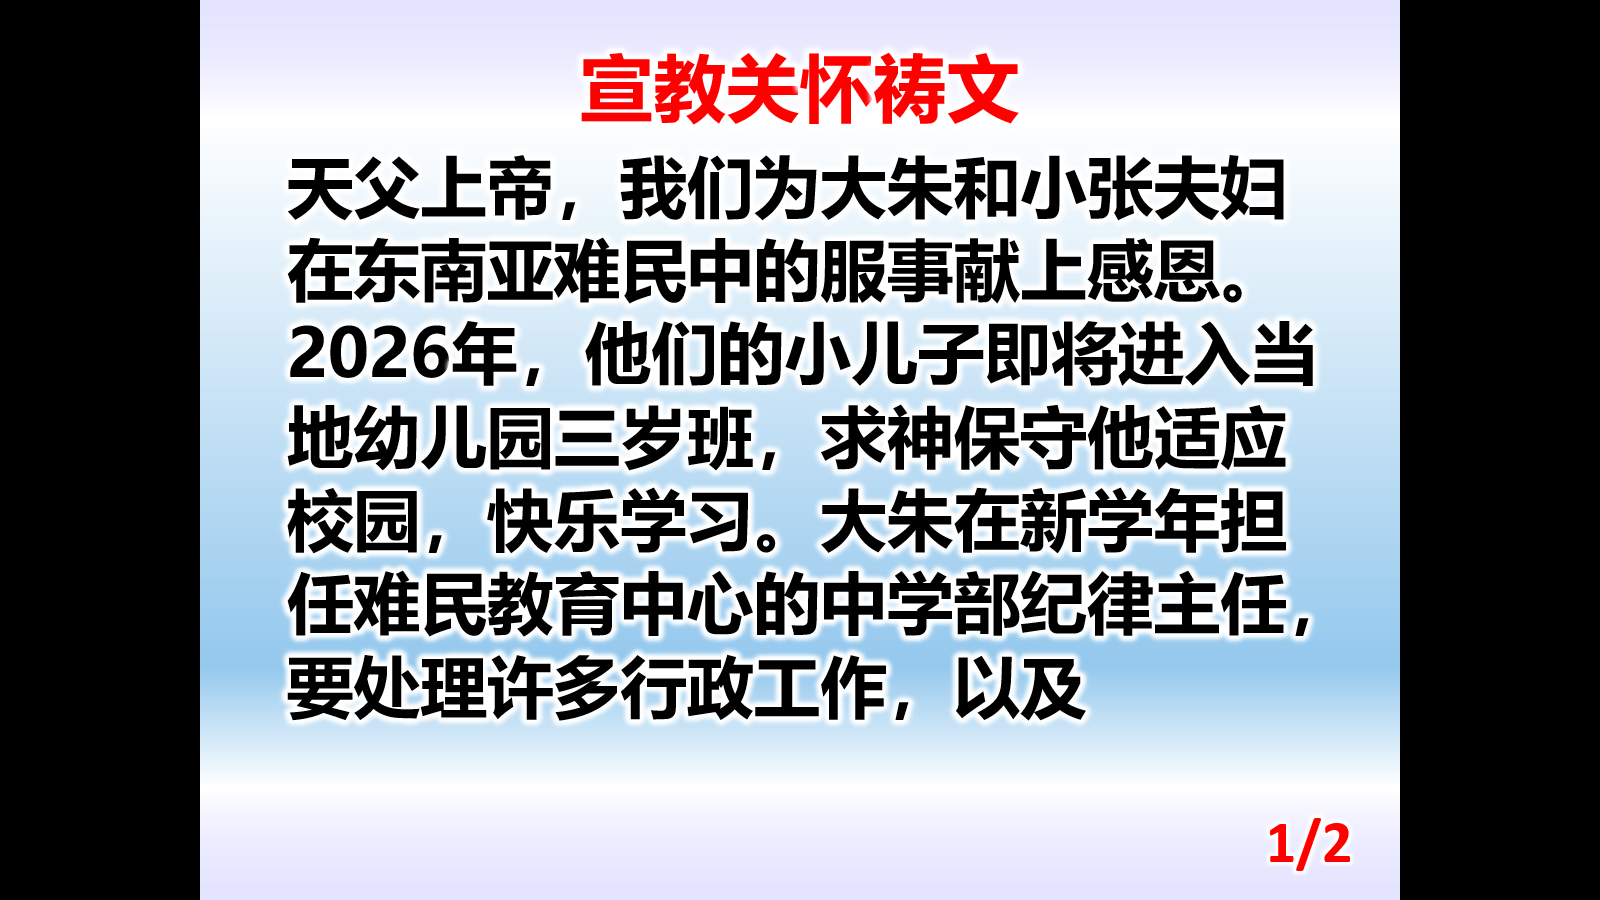 宣教关怀祷文
天父上帝，我们为大朱和小张夫妇
在东南亚难民中的服事献上感恩。
2026年，他们的小儿子即将进入当
地幼儿园三岁班，求神保守他适应
校园，快乐学习。大朱在新学年担
任难民教育中心的中学部纪律主任，
要处理许多行政工作，以及
1/2